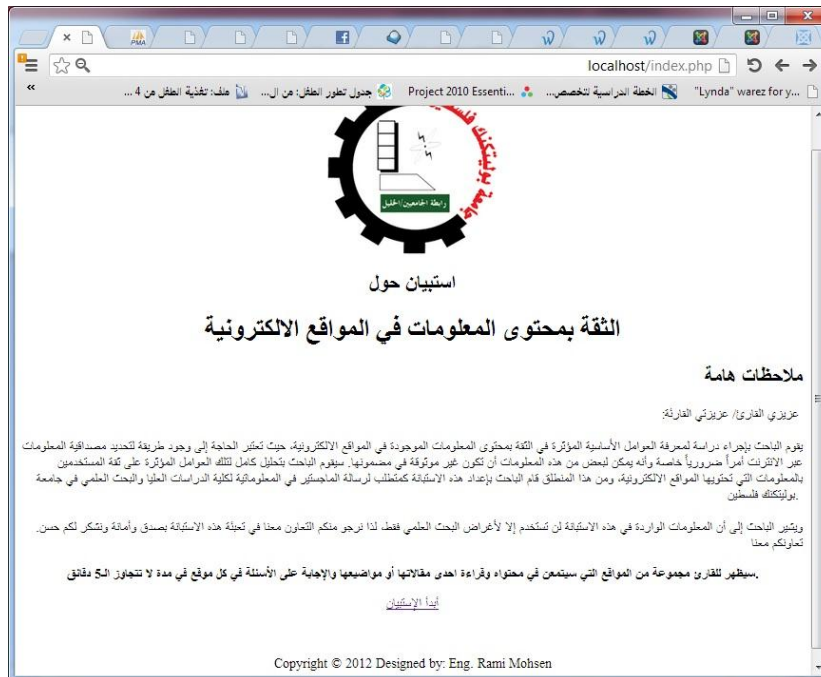 PMA
localhost/index.php
"Lynda" warez for y...
الخطة الدراسية لتخصص...
Project 2010 Essenti...
جدول تطور الطفل: من ال...
ملف: تغذية الطفل من 4 ...
جامعة بوليتكنك فلسطين
رابطة الجامعيين/الخليل
استبيان حول
الثقة بمحتوى المعلومات في المواقع الالكترونية
ملاحظات هامة
عزيزي القارئ/ عزيزتي القارئة:
يقوم الباحث بإجراء دراسة لمعرفة العوامل الأساسية المؤثرة في الثقة بمحتوى المعلومات الموجودة في المواقع الالكترونية، حيث تعتبر الحاجة إلى وجود طريقة لتحديد مصداقية المعلومات
عبر الانترنت أمراً ضرورياً خاصة وأنه يمكن لبعض من هذه المعلومات أن تكون غير موثوقة في مضمونها. سيقوم الباحث بتحليل كامل لتلك العوامل المؤثرة على ثقة المستخدمين
بالمعلومات التي تحتويها المواقع الالكترونية، ومن هذا المنطلق قام الباحث بإعداد هذه الاستبانة كمتطلب لرسالة الماجستير في المعلوماتية لكلية الدراسات العليا والبحث العلمي في جامعة
بوليتكنك فلسطين.
ويشير الباحث إلى أن المعلومات الواردة في هذه الاستبانة لن تستخدم إلا لأغراض البحث العلمي فقط، لذا نرجو منكم التعاون معنا في تعبئة هذه الاستبانة بصدق وأمانة ونشكر لكم حسن.
تعاونكم معنا
سيظهر للقارئ مجموعة من المواقع التي سيتمعن في محتواه وقراءة احدى مقالاتها أو مواضيعها والإجابة على الأسئلة في كل موقع في مدة لا تتجاوز الـ5 دقائق.
أبدأ الإستبيان
Copyright © 2012 Designed by: Eng. Rami Mohsen